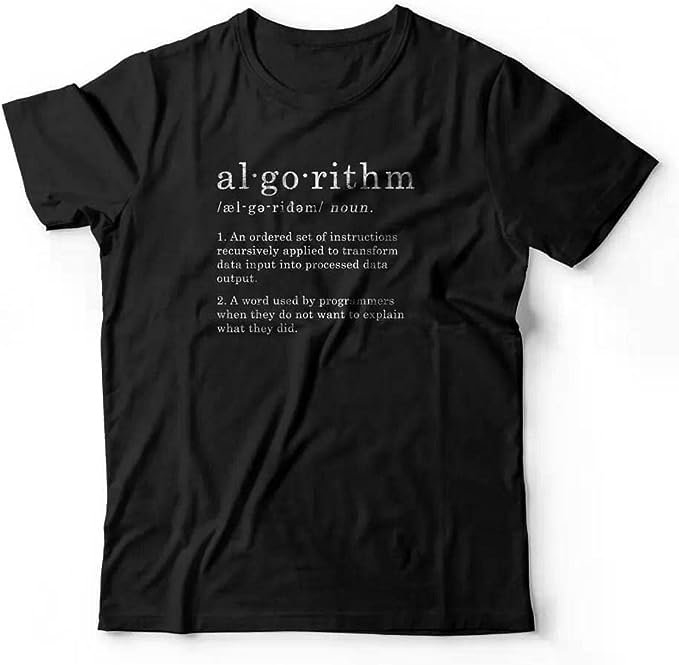 al·go·rithm
/æl-gə-riðəm/ noun.
1. An ordered set of instructions
recursively applied to transform
data input into processed data
output.
2. A word used by programmers
when they do not want to explain
what they did.